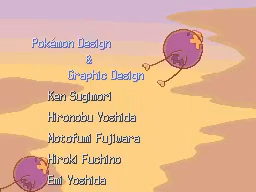 Pokémon Design
&
Graphic Design
Ken Sugimori
Hironobu Yoshida
Motofumi Fujiwara
Hiroki Fuchino
Emi Yoshida